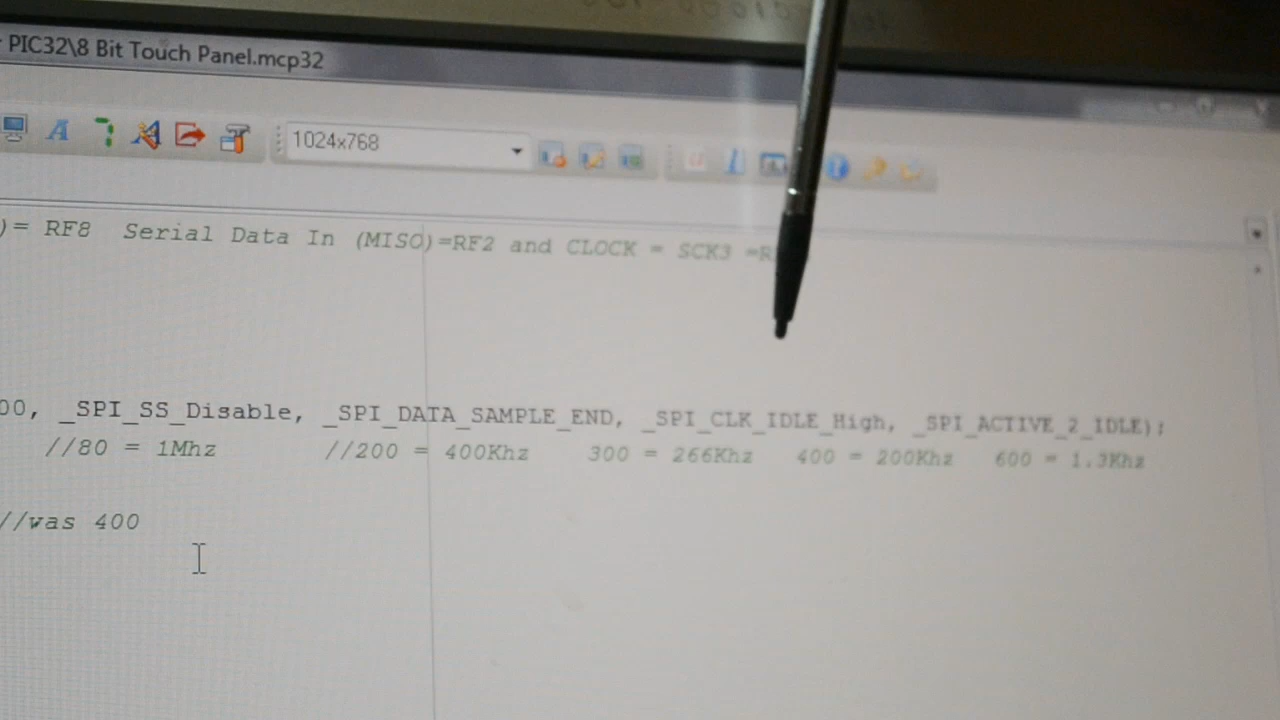 PIC32\8 Bit Touch Panel.mcp32
1024x768
)= RF8 Serial Data In (MISO)=RF2 and CLOCK = SCK3 =R
00, _SPI_SS_Disable, _SPI_DATA_SAMPLE_END, _SPI_CLK_IDLE_High, _SPI_ACTIVE_2_IDLE);
//80 = 1Mhz //200 = 400Khz 300 = 266Khz 400 = 200Khz 600 = 1.3Khz
//was 400